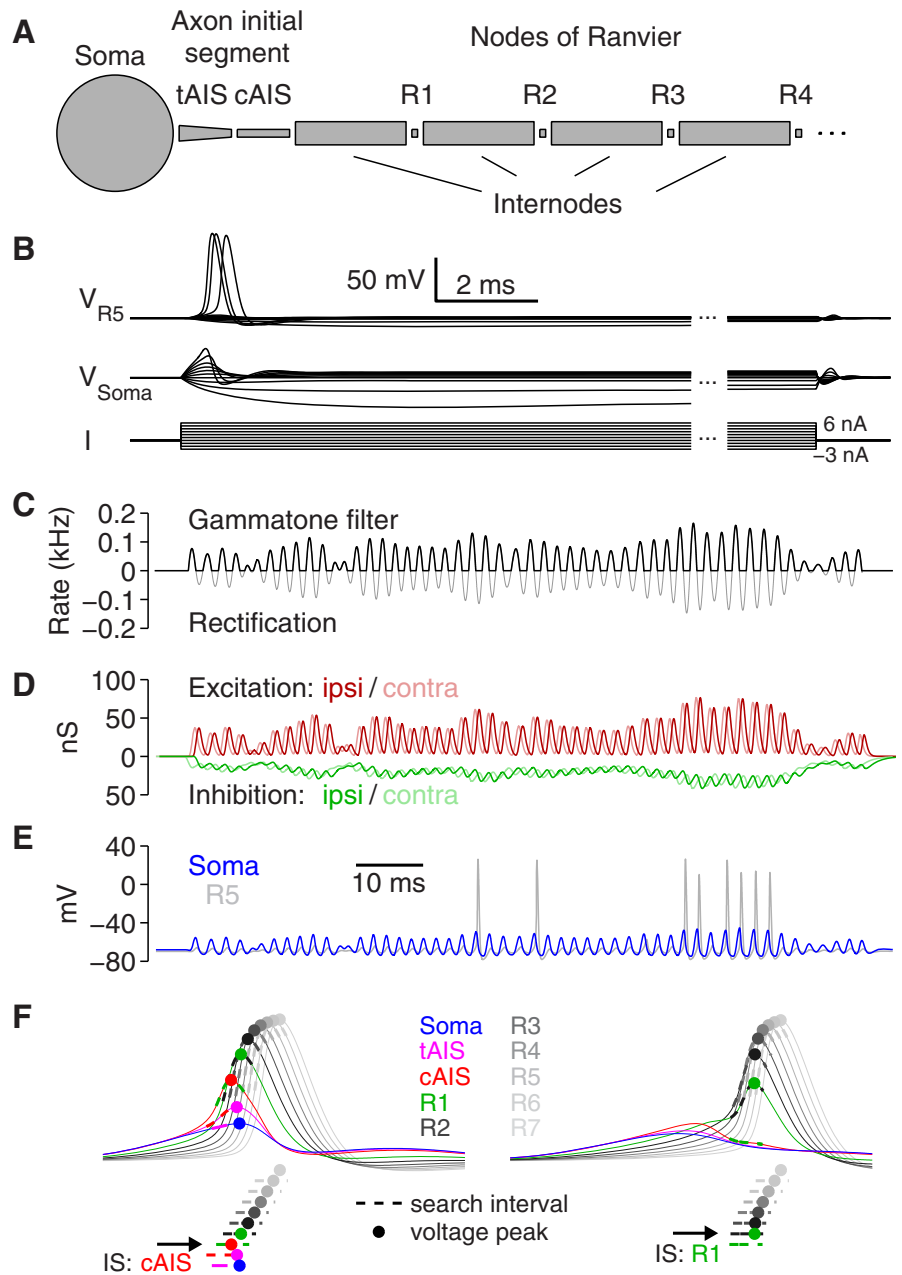 A
Soma
Axon initial
segment
Nodes of Ranvier
tAIS cAIS
R1
R2
R3
R4
...
Internodes
B
50 mV
2 ms
V R5
...
V Soma
...
I
...
6 nA
−3 nA
C
Rate (kHz)
0.2
0.1
0
−0.1
−0.2
Gammatone filter
Rectification
D
nS
100
50
0
50
Excitation: ipsi / contra
Inhibition: ipsi / contra
E
mV
40
0
−40
−80
Soma
R5
10 ms
F
Soma R3
tAIS R4
cAIS R5
R1 R6
R2 R7
search interval
voltage peak
IS: cAIS
IS: R1